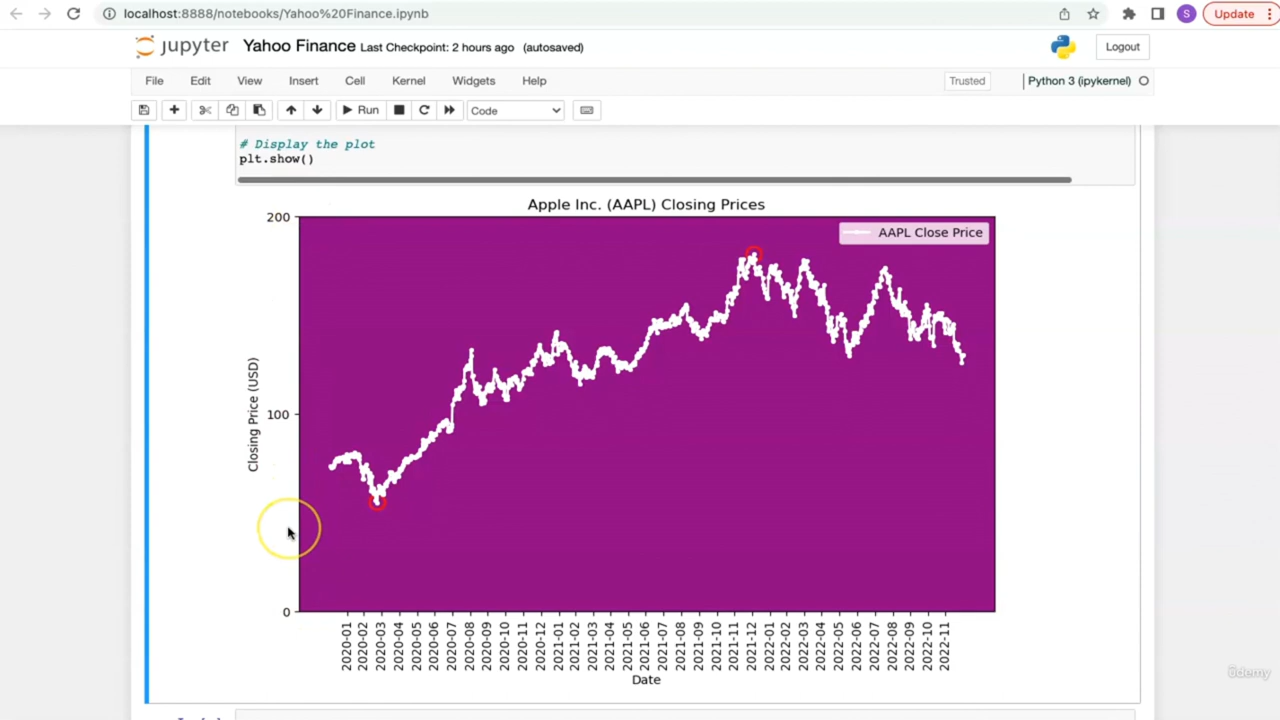 localhost:8888/notebooks/Yahoo%20Finance.ipynb
S
Update
jupyter Yahoo Finance Last Checkpoint: 2 hours ago (autosaved)
Logout
File Edit View Insert Cell Kernel Widgets Help
Trusted
Python 3 (ipykernel)
Run
Code
# Display the plot
plt.show()
Apple Inc. (AAPL) Closing Prices
AAPL Close Price
Closing Price (USD)
200
100
0
2020-01
2020-02
2020-03
2020-04
2020-05
2020-06
2020-07
2020-08
2020-09
2020-10
2020-11
2020-12
2021-01
2021-02
2021-03
2021-04
2021-05
2021-06
2021-07
2021-08
2021-09
2021-10
2021-11
2021-12
2022-01
2022-02
2022-03
2022-04
2022-05
2022-06
2022-07
2022-08
2022-09
2022-10
2022-11
Date
ûdemy